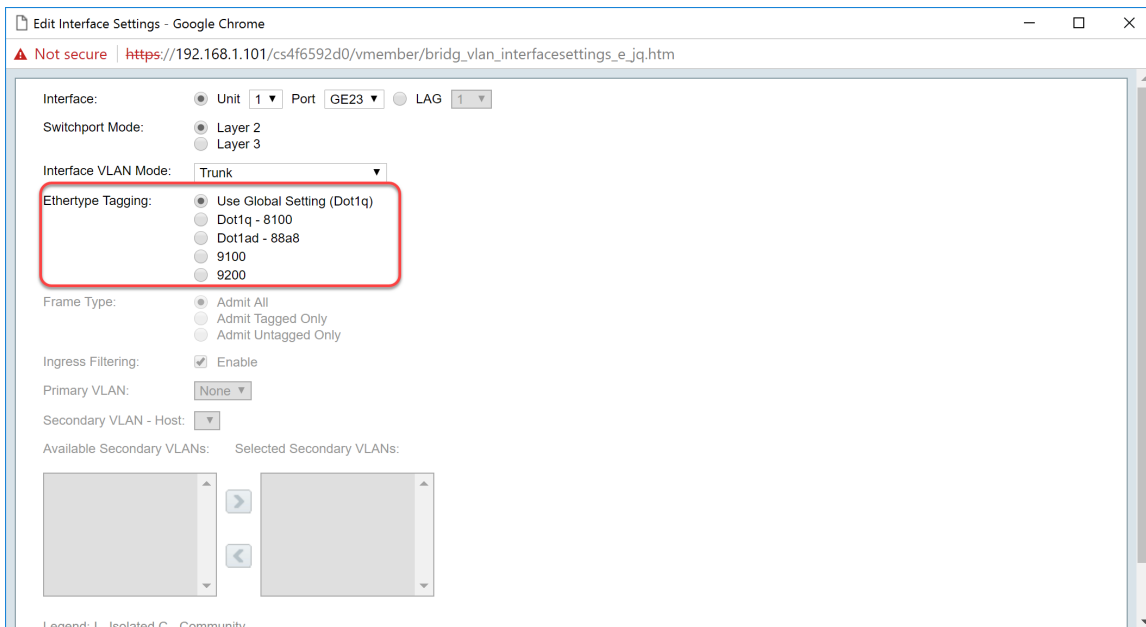 Edit Interface Settings - Google Chrome
Not secure https://192.168.1.101/cs4f6592d0/vmember/bridg_vlan_interfacesettings_e_jq.htm
Interface: Unit 1 Port GE23 LAG 1
Switchport Mode: Layer 2
Layer 3
Interface VLAN Mode: Trunk
Ethertype Tagging: Use Global Setting (Dot1q)
Dot1q - 8100
Dot1ad - 88a8
9100
9200
Frame Type: Admit All
Admit Tagged Only
Admit Untagged Only
Ingress Filtering: Enable
Primary VLAN: None
Secondary VLAN - Host:
Available Secondary VLANs: Selected Secondary VLANs:
Legend: I - Isolated C - Community